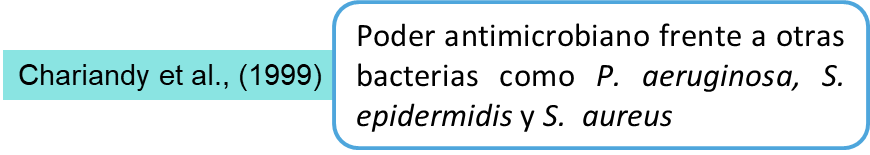 Chariandy et al., (1999)
Poder antimicrobiano frente a otras
bacterias como P. aeruginosa, S.
epidermidis y S. aureus